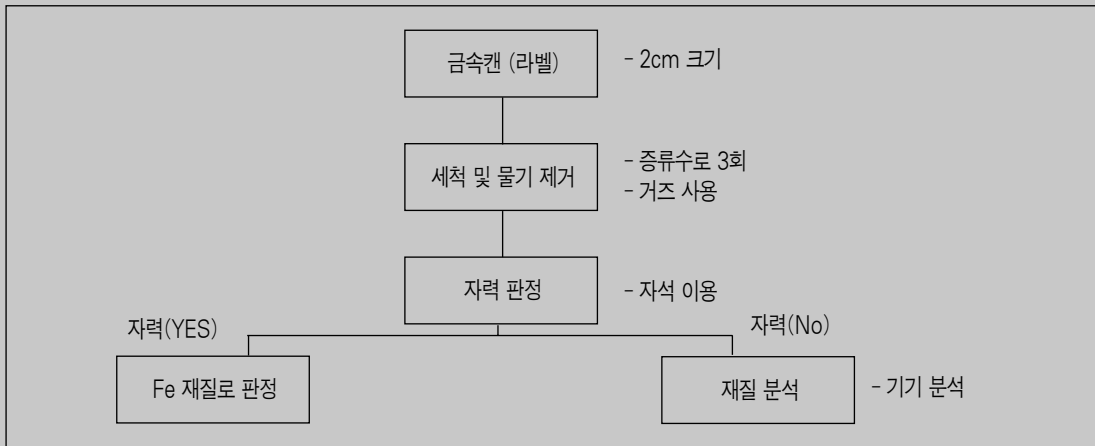 금속캔 (라벨)
- 2cm 크기
세척 및 물기 제거
- 증류수로 3회
- 거즈 사용
자력 판정
- 자석 이용
자력(YES)
자력(No)
Fe 재질로 판정
재질 분석
- 기기 분석